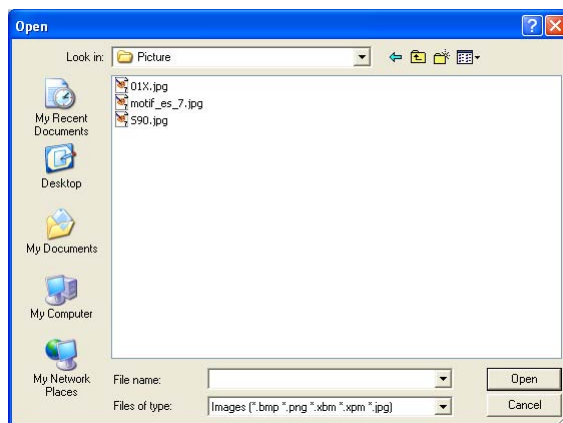 Open
Look in:
Picture
01X.jpg
motif_es_7.jpg
S90.jpg
My Recent
Documents
Desktop
My Documents
My Computer
My Network
Places
File name:
Open
Files of type:
Images (*.bmp *.png *.xbm *.xpm *.jpg)
Cancel